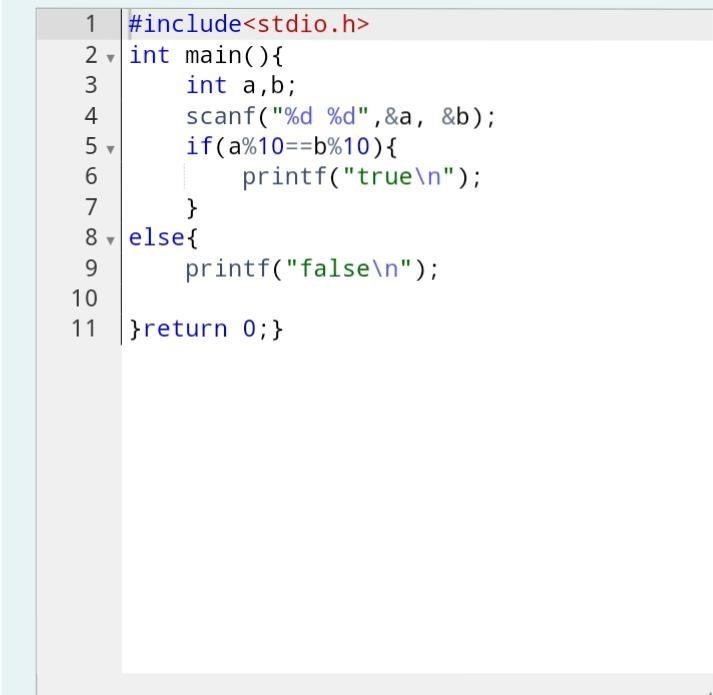 1 #include<stdio.h>
2 int main(){
3     int a,b;
4     scanf("%d %d",&a, &b);
5     if(a%10==b%10){
6         printf("true\n");
7     }
8 else{
9     printf("false\n");
10
11 }return 0;}